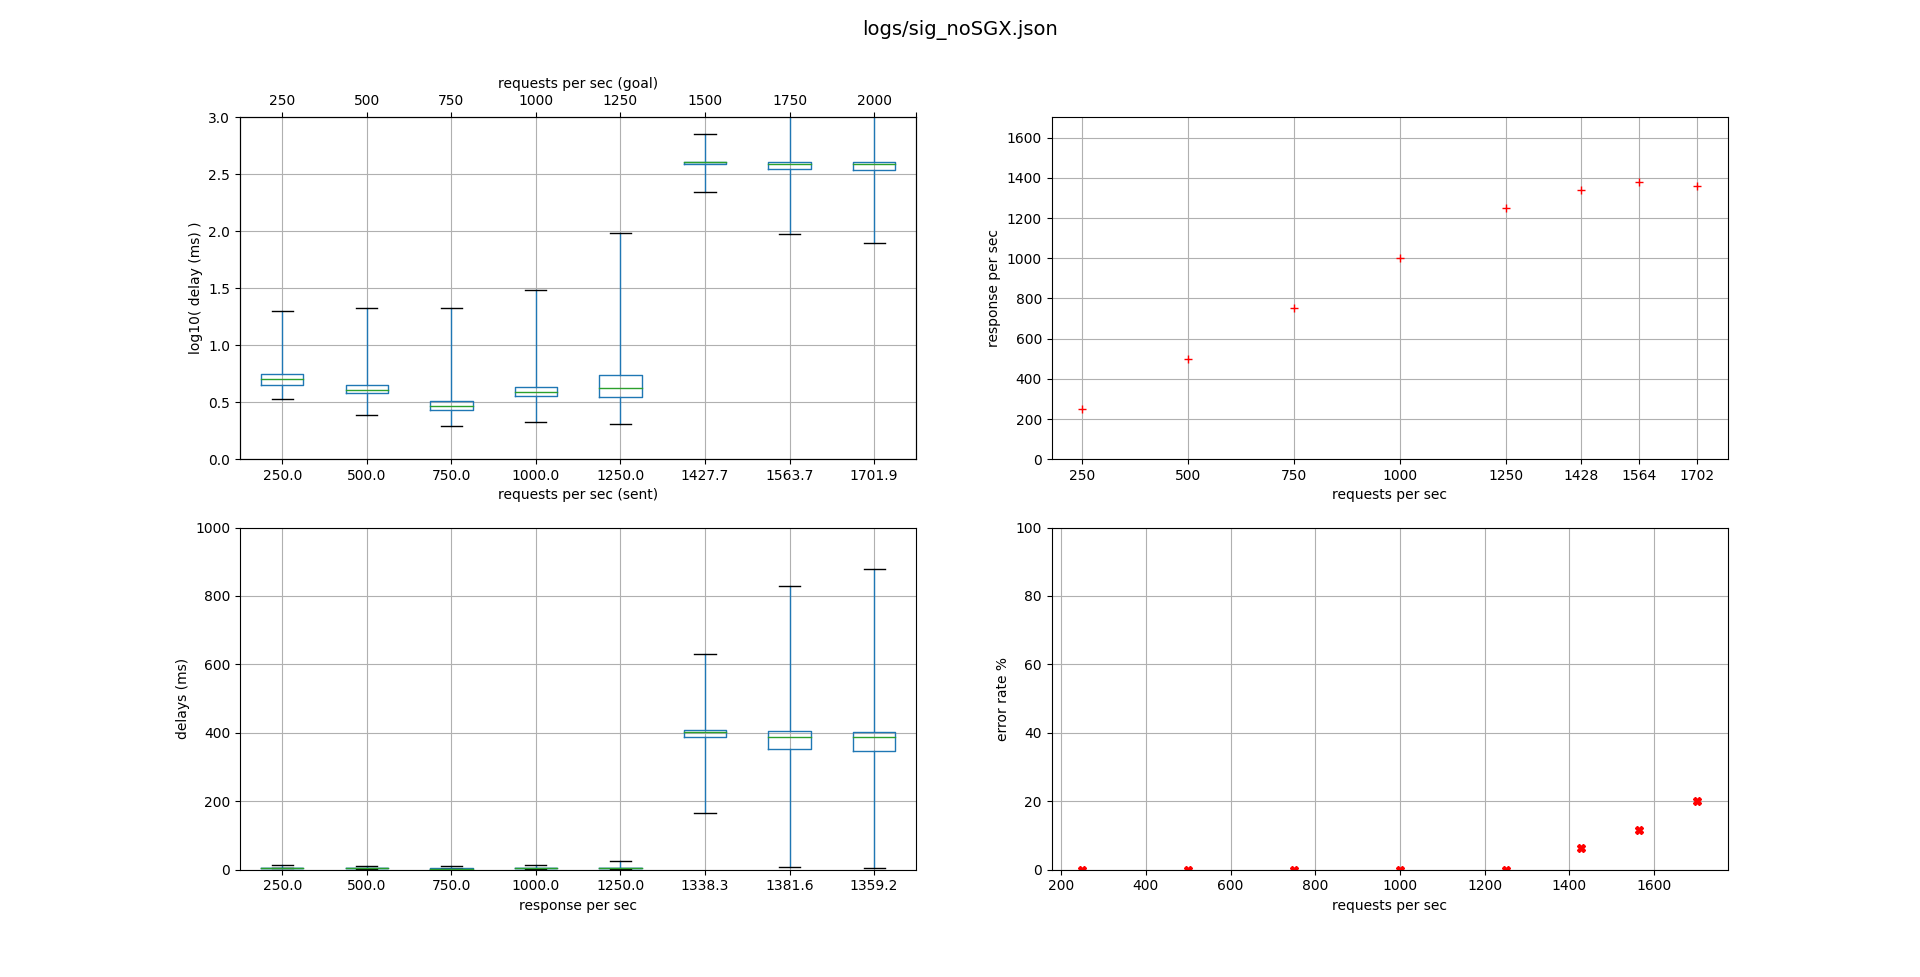 logs/sig_noSGX.json
requests per sec (goal)
250 500 750 1000 1250 1500 1750 2000
3.0
2.5
2.0
1.5
1.0
0.5
0.0
log10( delay (ms) )
250.0 500.0 750.0 1000.0 1250.0 1427.7 1563.7 1701.9
requests per sec (sent)
1600
1400
1200
1000
800
600
400
200
0
response per sec
250 500 750 1000 1250 1428 1564 1702
requests per sec
1000
800
600
400
200
0
delays (ms)
250.0 500.0 750.0 1000.0 1250.0 1338.3 1381.6 1359.2
response per sec
100
80
60
40
20
0
error rate %
200 400 600 800 1000 1200 1400 1600
requests per sec